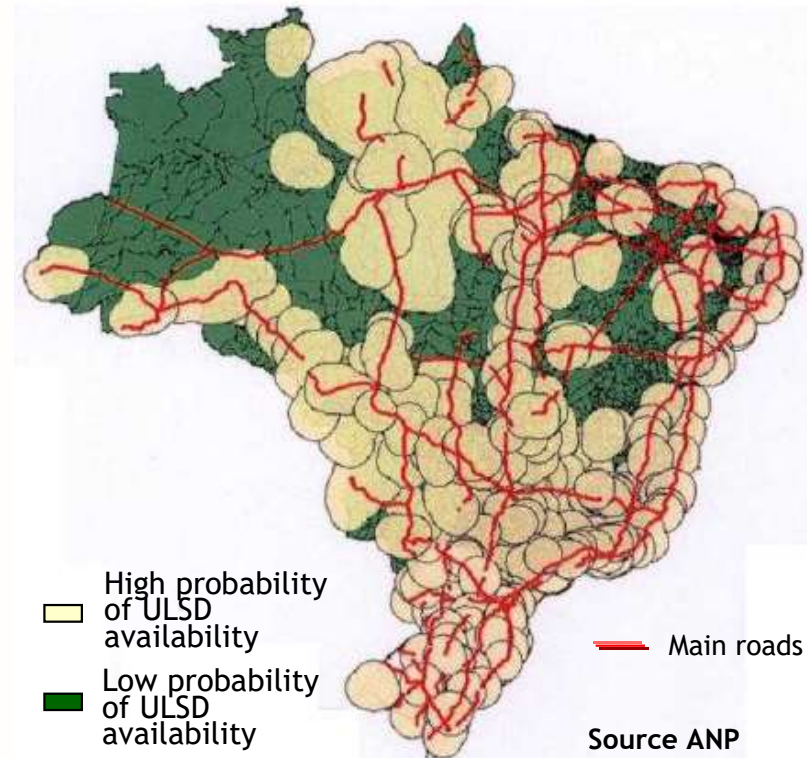 High probability
of ULSD
availability
Low probability
of ULSD
availability
Main roads
Source ANP